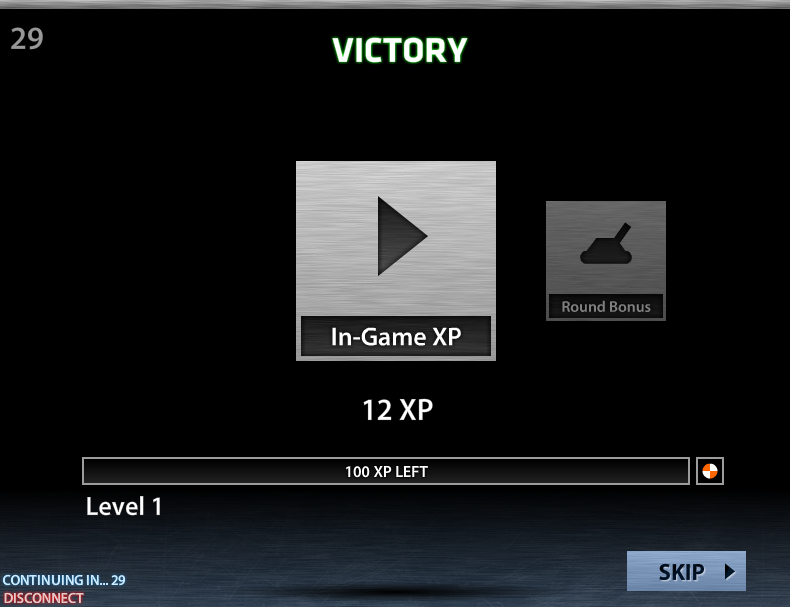 29
VICTORY
In-Game XP
Round Bonus
12 XP
100 XP LEFT
Level 1
SKIP
CONTINUING IN... 29
DISCONNECT